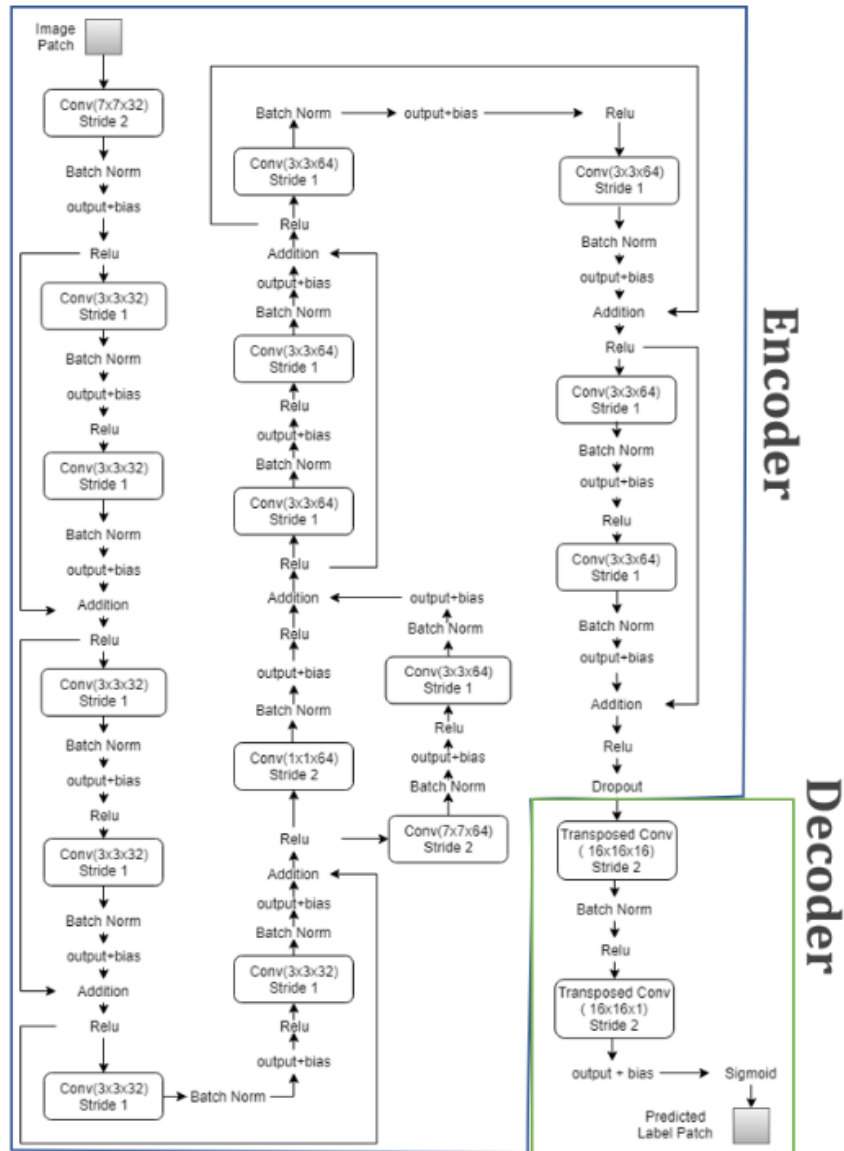 Image
Patch
Conv(7x7x32)
Stride 2
Batch Norm
output+bias
Relu
Conv(3x3x32)
Stride 1
Batch Norm
output+bias
Relu
Conv(3x3x32)
Stride 1
Batch Norm
output+bias
Addition
Relu
Conv(3x3x32)
Stride 1
Batch Norm
output+bias
Relu
Conv(3x3x32)
Stride 1
Batch Norm
output+bias
Addition
Relu
Conv(3x3x32)
Stride 1
Batch Norm
output+bias
Relu
Conv(3x3x32)
Stride 1
Batch Norm
output+bias
Addition
Relu
Conv(7x7x64)
Stride 2
Batch Norm
output+bias
Relu
Conv(3x3x64)
Stride 1
Batch Norm
output+bias
Conv(1x1x64)
Stride 2
Batch Norm
output+bias
Relu
Addition
Relu
Conv(3x3x64)
Stride 1
Batch Norm
output+bias
Relu
Conv(3x3x64)
Stride 1
Batch Norm
output+bias
Addition
Relu
Conv(3x3x64)
Stride 1
Batch Norm
output+bias
Relu
Conv(3x3x64)
Stride 1
Batch Norm
output+bias
Addition
Relu
Conv(3x3x64)
Stride 1
Batch Norm
output+bias
Relu
Conv(3x3x64)
Stride 1
Batch Norm
output+bias
Addition
Relu
Dropout
Transposed Conv
( 16x16x16)
Stride 2
Batch Norm
Relu
Transposed Conv
( 16x16x1)
Stride 2
output + bias
Sigmoid
Predicted
Label Patch
Encoder
Decoder